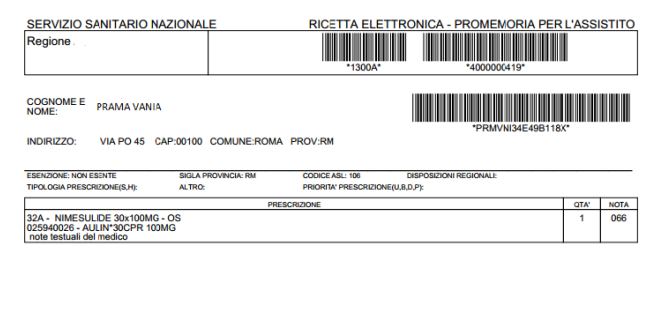 SERVIZIO SANITARIO NAZIONALE RICETTA ELETTRONICA - PROMEMORIA PER L'ASSISTITO
Regione
*1300A* *4000000419*
COGNOME E NOME: PRAMA VANIA
*PRMVNI34E49B118X*
INDIRIZZO: VIA PO 45 CAP:00100 COMUNE:ROMA PROV:RM
ESENZIONE: NON ESENTE SIGLA PROVINCIA: RM CODICE ASL: 106 DISPOSIZIONI REGIONALI:
TIPOLOGIA PRESCRIZIONE(S,H): ALTRO: PRIORITA' PRESCRIZIONE(U,B,D,P):
PRESCRIZIONE QTA' NOTA
32A - NIMESULIDE 30x100MG - OS 1 066
025940026 - AULIN*30CPR 100MG
note testuali del medico